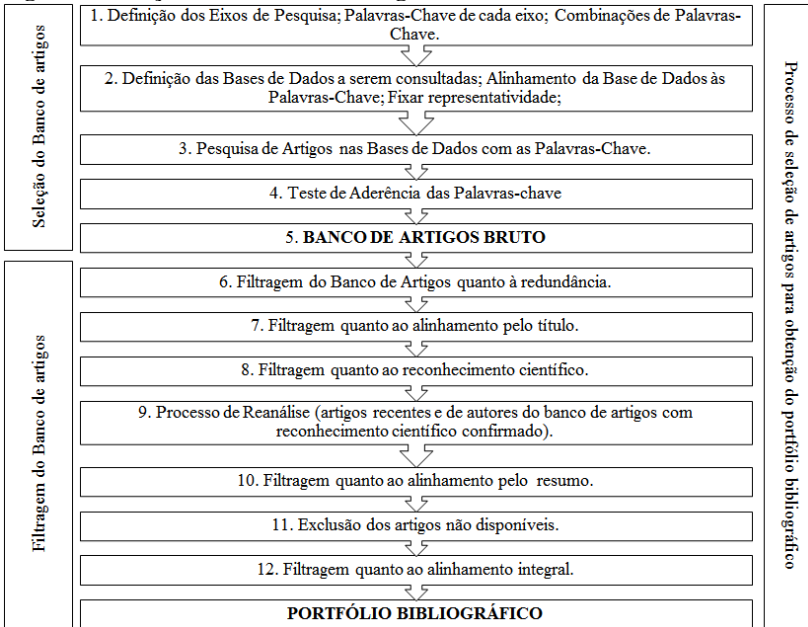 Seleção do Banco de artigos
1. Definição dos Eixos de Pesquisa; Palavras-Chave de cada eixo; Combinações de Palavras-
Chave.
2. Definição das Bases de Dados a serem consultadas; Alinhamento da Base de Dados às
Palavras-Chave; Fixar representatividade;
3. Pesquisa de Artigos nas Bases de Dados com as Palavras-Chave.
4. Teste de Aderência das Palavras-chave
5. BANCO DE ARTIGOS BRUTO
Filtragem do Banco de artigos
6. Filtragem do Banco de Artigos quanto à redundância.
7. Filtragem quanto ao alinhamento pelo título.
8. Filtragem quanto ao reconhecimento científico.
9. Processo de Reanálise (artigos recentes e de autores do banco de artigos com
reconhecimento científico confirmado).
10. Filtragem quanto ao alinhamento pelo resumo.
11. Exclusão dos artigos não disponíveis.
12. Filtragem quanto ao alinhamento integral.
PORTFÓLIO BIBLIOGRÁFICO
Processo de seleção de artigos para obtenção do portfólio bibliográfico